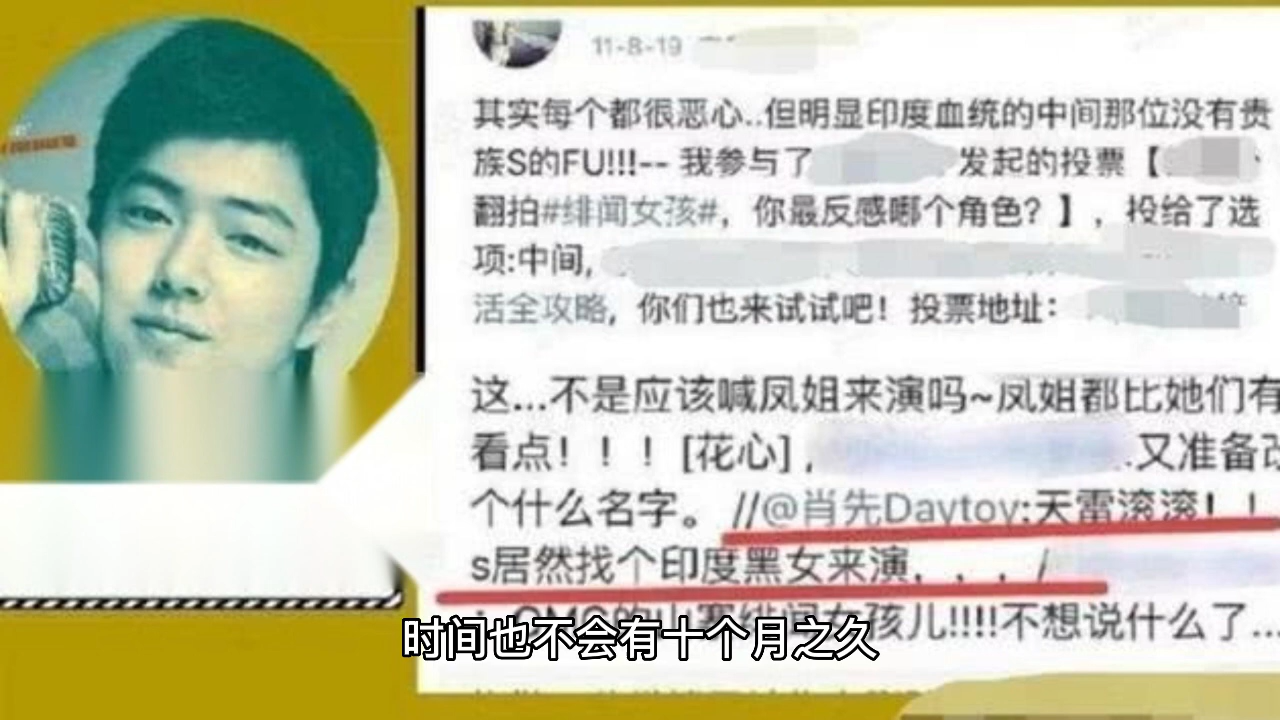 11-8-19
其实每个都很恶心..但明显印度血统的中间那位没有贵
族S的FU!!!-- 我参与了 发起的投票【
翻拍#绯闻女孩#，你最反感哪个角色？】，投给了选
项:中间,
活全攻略，你们也来试试吧！投票地址：
这...不是应该喊凤姐来演吗~凤姐都比她们有
看点！！！[花心] , ..又准备改
个什么名字。 //@肖先Daytoy:天雷滚滚！！
s居然找个印度黑女来演，，，/
OMG的山寨绯闻女孩儿!!!!不想说什么了...
时间也不会有十个月之久